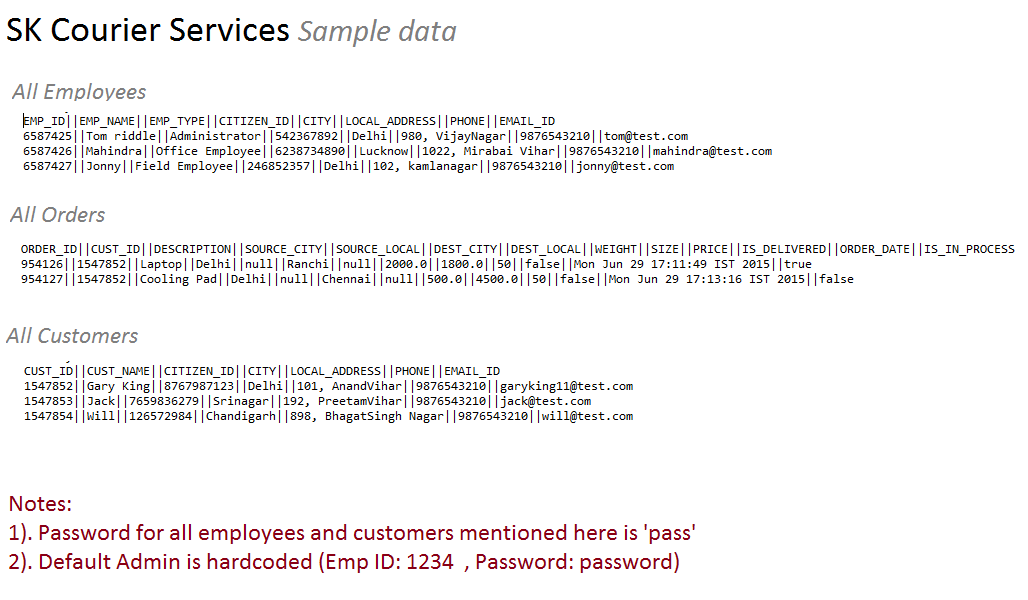 SK Courier Services Sample data
All Employees
EMP_ID||EMP_NAME||EMP_TYPE||CITIZEN_ID||CITY||LOCAL_ADDRESS||PHONE||EMAIL_ID
6587425||Tom riddle||Administrator||542367892||Delhi||980, VijayNagar||9876543210||tom@test.com
6587426||Mahindra||Office Employee||6238734890||Lucknow||1022, Mirabai Vihar||9876543210||mahindra@test.com
6587427||Jonny||Field Employee||246852357||Delhi||102, kamlanagar||9876543210||jonny@test.com
All Orders
ORDER_ID||CUST_ID||DESCRIPTION||SOURCE_CITY||SOURCE_LOCAL||DEST_CITY||DEST_LOCAL||WEIGHT||SIZE||PRICE||IS_DELIVERED||ORDER_DATE||IS_IN_PROCESS
954126||1547852||Laptop||Delhi||null||Ranchi||null||2000.0||1800.0||50||false||Mon Jun 29 17:11:49 IST 2015||true
954127||1547852||Cooling Pad||Delhi||null||Chennai||null||500.0||4500.0||50||false||Mon Jun 29 17:13:16 IST 2015||false
All Customers
CUST_ID||CUST_NAME||CITIZEN_ID||CITY||LOCAL_ADDRESS||PHONE||EMAIL_ID
1547852||Gary King||8767987123||Delhi||101, AnandVihar||9876543210||garyking11@test.com
1547853||Jack||7659836279||Srinagar||192, PreetamVihar||9876543210||jack@test.com
1547854||Will||126572984||Chandigarh||898, BhagatSingh Nagar||9876543210||will@test.com
Notes:
1). Password for all employees and customers mentioned here is 'pass'
2). Default Admin is hardcoded (Emp ID: 1234 , Password: password)